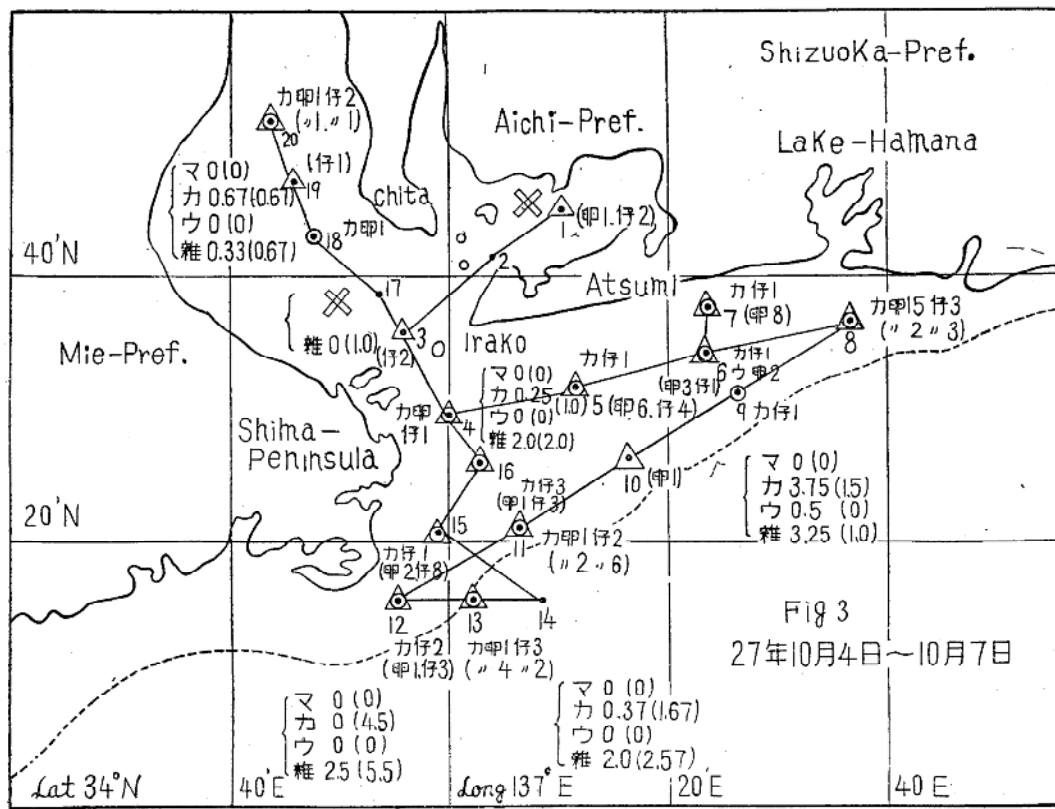 Shizuoka-Pref.
Aichi-Pref.
Lake-Hamana
カ卵1仔2
(〃1.〃1)
20
(仔1)
19
マ 0(0)
カ 0.67(0.67)
ウ 0(0)
雑 0.33(0.67)
chita
カ卵1
18
1
(卵1.仔2)
2
40'N
17
Atsumi
カ仔1
7 (卵8)
カ卵15仔3
(〃2〃3)
8
雑 0(1.0)
3
(仔2)
Irako
Mie-Pref.
カ仔1
カ仔1
ウ卵2
6
(卵3仔1)
5 (卵6.仔4)
マ 0(0)
カ 0.25
(1.0)
ウ 0(0)
雑 2.0(2.0)
カ卵
仔1
4
9 カ仔1
Shima-
Peninsula
16
10 (卵1)
マ 0(0)
カ 3.75(1.5)
ウ 0.5 (0)
雑 3.25(1.0)
カ仔3
(卵1仔3)
20'N
15
11
カ卵1仔2
(〃2〃6)
カ仔1
(卵2仔8)
12
13
14
Fig 3
27年10月4日〜10月7日
カ仔2
(卵1.仔3)
カ卵1仔3
(〃4〃2)
マ 0 (0)
カ 0 (4.5)
ウ 0 (0)
雑 2.5 (5.5)
マ 0 (0)
カ 0.37(1.67)
ウ 0 (0)
雑 2.0(2.57)
Lat 34°N
40'E
Long 137°E
20'E
40'E